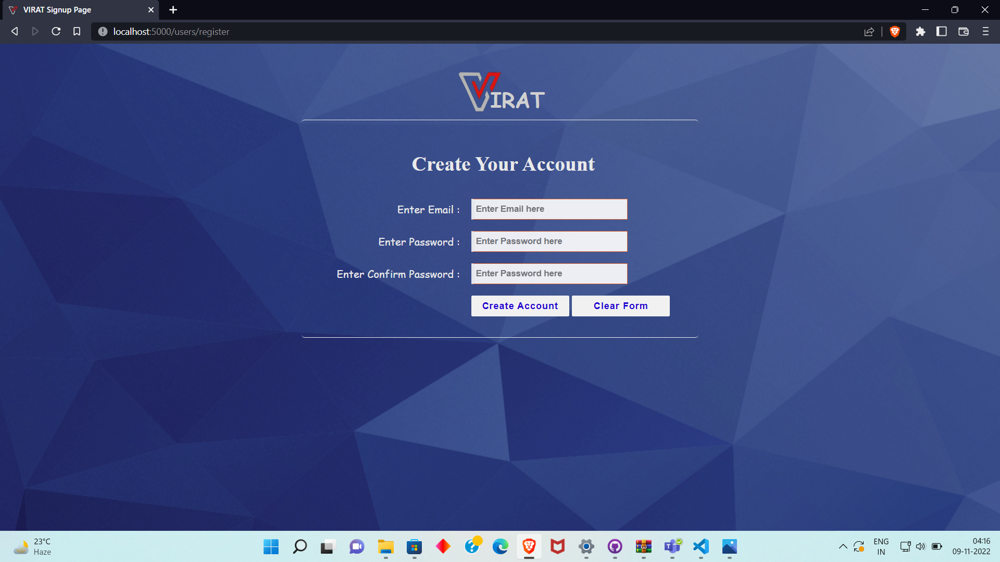 VIRAT Signup Page
localhost:5000/users/register
VIRAT
Create Your Account
Enter Email :
Enter Email here
Enter Password :
Enter Password here
Enter Confirm Password :
Enter Password here
Create Account
Clear Form
23°C
Haze
ENG
IN
04:16
09-11-2022